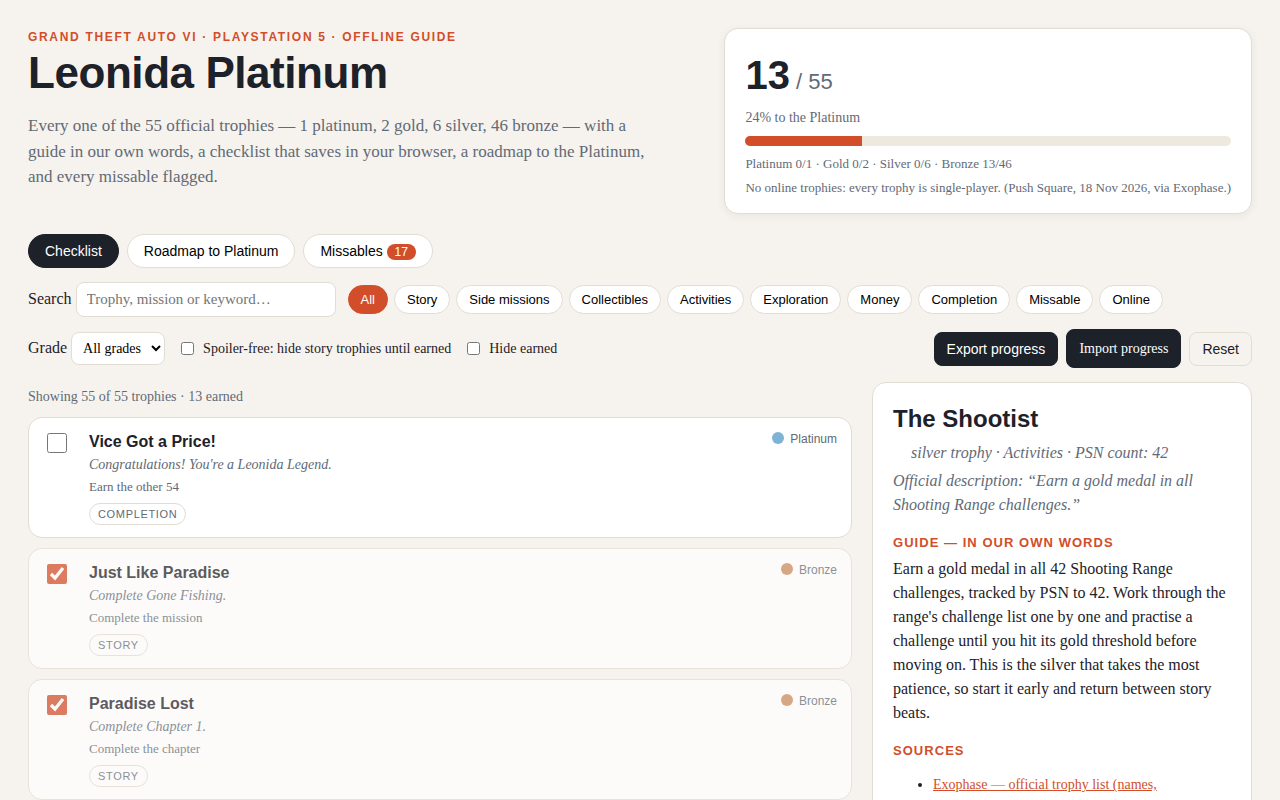 GRAND THEFT AUTO VI · PLAYSTATION 5 · OFFLINE GUIDE
Leonida Platinum
Every one of the 55 official trophies — 1 platinum, 2 gold, 6 silver, 46 bronze — with a
guide in our own words, a checklist that saves in your browser, a roadmap to the Platinum,
and every missable flagged.
13 / 55
24% to the Platinum
Platinum 0/1 · Gold 0/2 · Silver 0/6 · Bronze 13/46
No online trophies: every trophy is single-player. (Push Square, 18 Nov 2026, via Exophase.)
Checklist Roadmap to Platinum Missables 17
Search Trophy, mission or keyword… All Story Side missions Collectibles Activities Exploration Money Completion Missable Online
Grade All grades Spoiler-free: hide story trophies until earned Hide earned Export progress Import progress Reset
Showing 55 of 55 trophies · 13 earned
Vice Got a Price! Platinum
Congratulations! You're a Leonida Legend.
Earn the other 54
COMPLETION
Just Like Paradise Bronze
Complete Gone Fishing.
Complete the mission
STORY
Paradise Lost Bronze
Complete Chapter 1.
Complete the chapter
STORY
The Shootist
silver trophy · Activities · PSN count: 42
Official description: “Earn a gold medal in all
Shooting Range challenges.”
GUIDE — IN OUR OWN WORDS
Earn a gold medal in all 42 Shooting Range
challenges, tracked by PSN to 42. Work through the
range's challenge list one by one and practise a
challenge until you hit its gold threshold before
moving on. This is the silver that takes the most
patience, so start it early and return between story
beats.
SOURCES
Exophase — official trophy list (names,